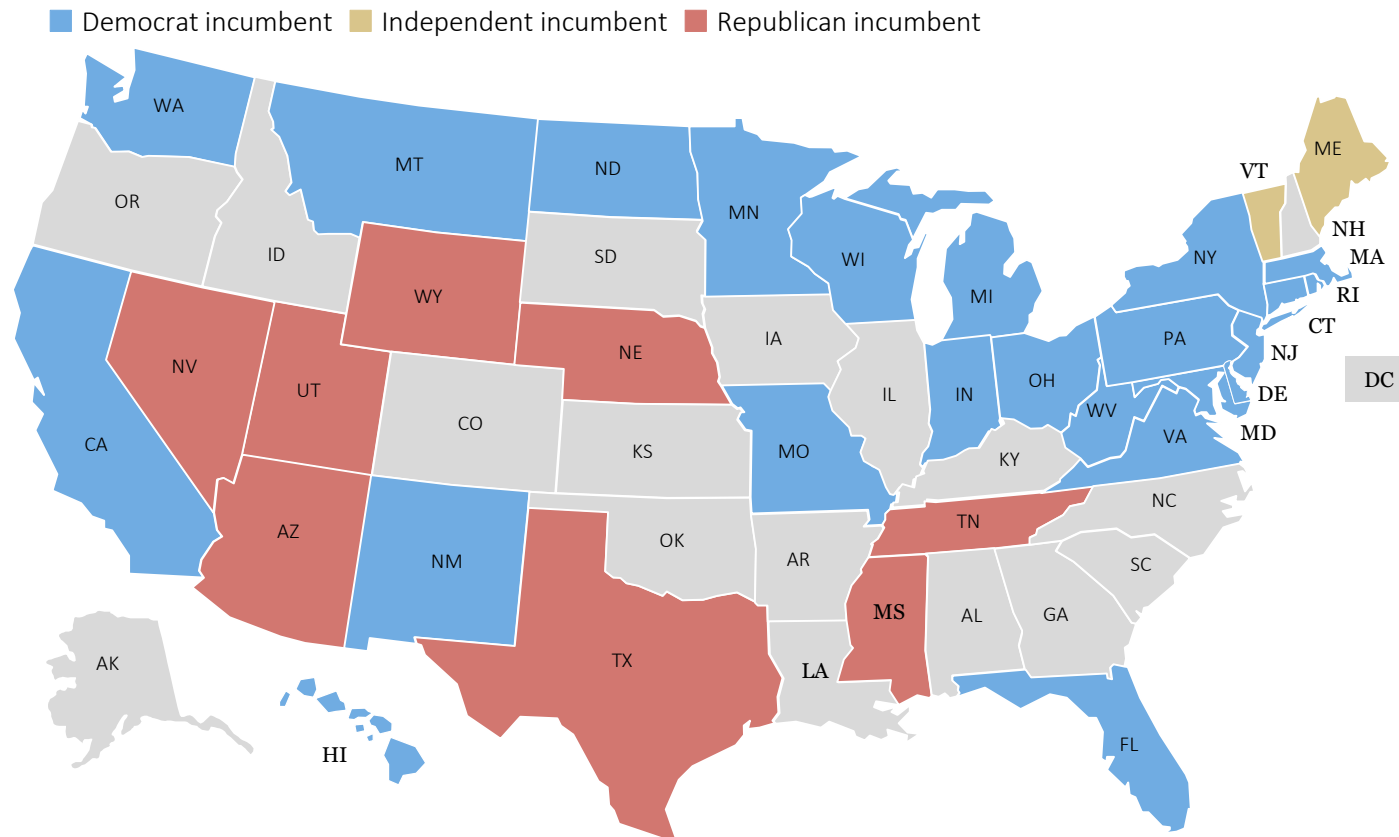 Democrat incumbent Independent incumbent Republican incumbent
WA
MT
ND
MN
ME
VT
OR
ID
SD
WI
NY
NH
MA
WY
MI
RI
IA
CT
NV
NE
PA
NJ
UT
IL
IN
OH
DC
DE
CO
WV
MD
CA
KS
MO
KY
VA
AZ
NM
OK
TN
NC
AR
SC
MS
AL
GA
AK
TX
LA
HI
FL